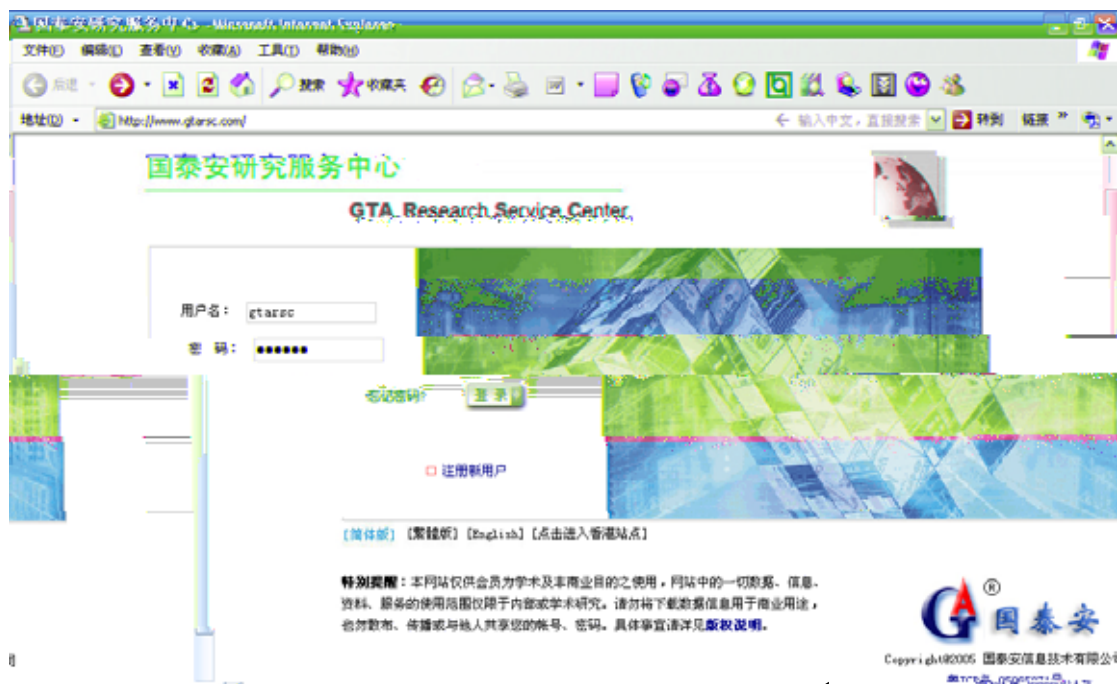 国泰安研究服务中心 - Microsoft Internet Explorer
文件(F) 编辑(E) 查看(V) 收藏(A) 工具(T) 帮助(H)
后退 搜索 收藏夹
地址(D) http://www.gtarsc.com/ 输入中文，直接搜索 转到 链接 »
国泰安研究服务中心
GTA Research Service Center
用户名： gtarsc
密 码： ●●●●●●
忘记密码? 登 录
注册新用户
[简体版] [繁體版] [English] [点击进入香港站点]
特别提醒：本网站仅供会员为学术及非商业目的之使用，网站中的一切数据、信息、
资料、服务的使用范围仅限于内部或学术研究。请勿将下载数据信息用于商业用途，
也勿散布、传播或与他人共享您的帐号、密码。具体事宜请详见版权说明。
国泰安
Copyright@2005 国泰安信息技术有限公